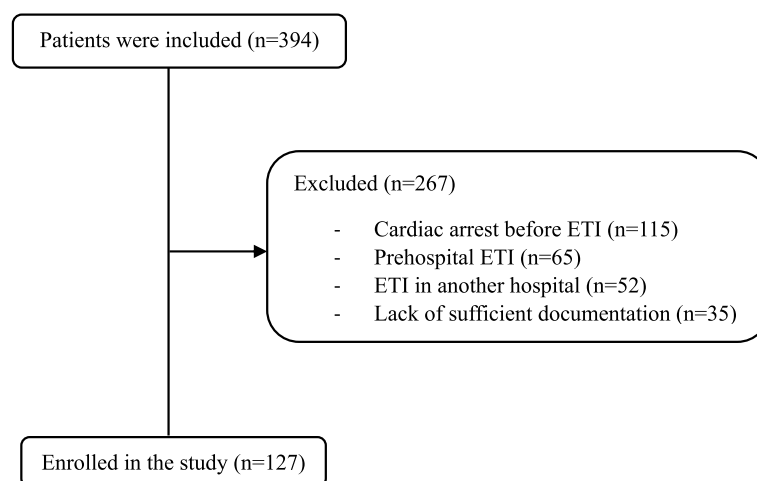 Patients were included (n=394)
Excluded (n=267)
- Cardiac arrest before ETI (n=115)
- Prehospital ETI (n=65)
- ETI in another hospital (n=52)
- Lack of sufficient documentation (n=35)
Enrolled in the study (n=127)